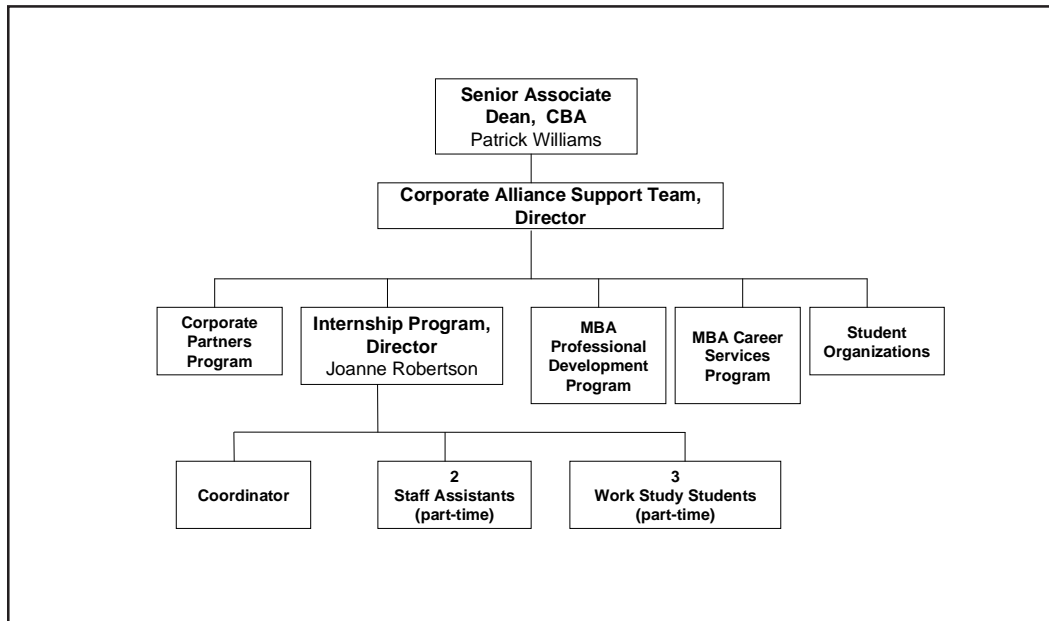 Senior Associate
Dean, CBA
Patrick Williams
Corporate Alliance Support Team,
Director
Corporate
Partners
Program
Internship Program,
Director
Joanne Robertson
MBA
Professional
Development
Program
MBA Career
Services
Program
Student
Organizations
Coordinator
2
Staff Assistants
(part-time)
3
Work Study Students
(part-time)